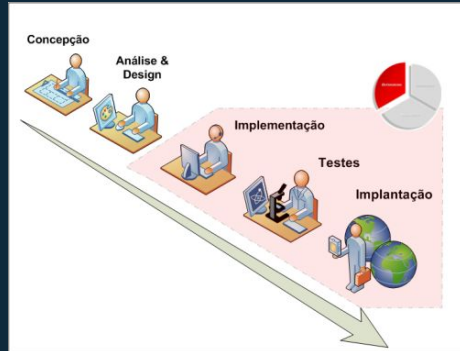 Concepção
Análise &
Design
Implementação
Testes
Implantação